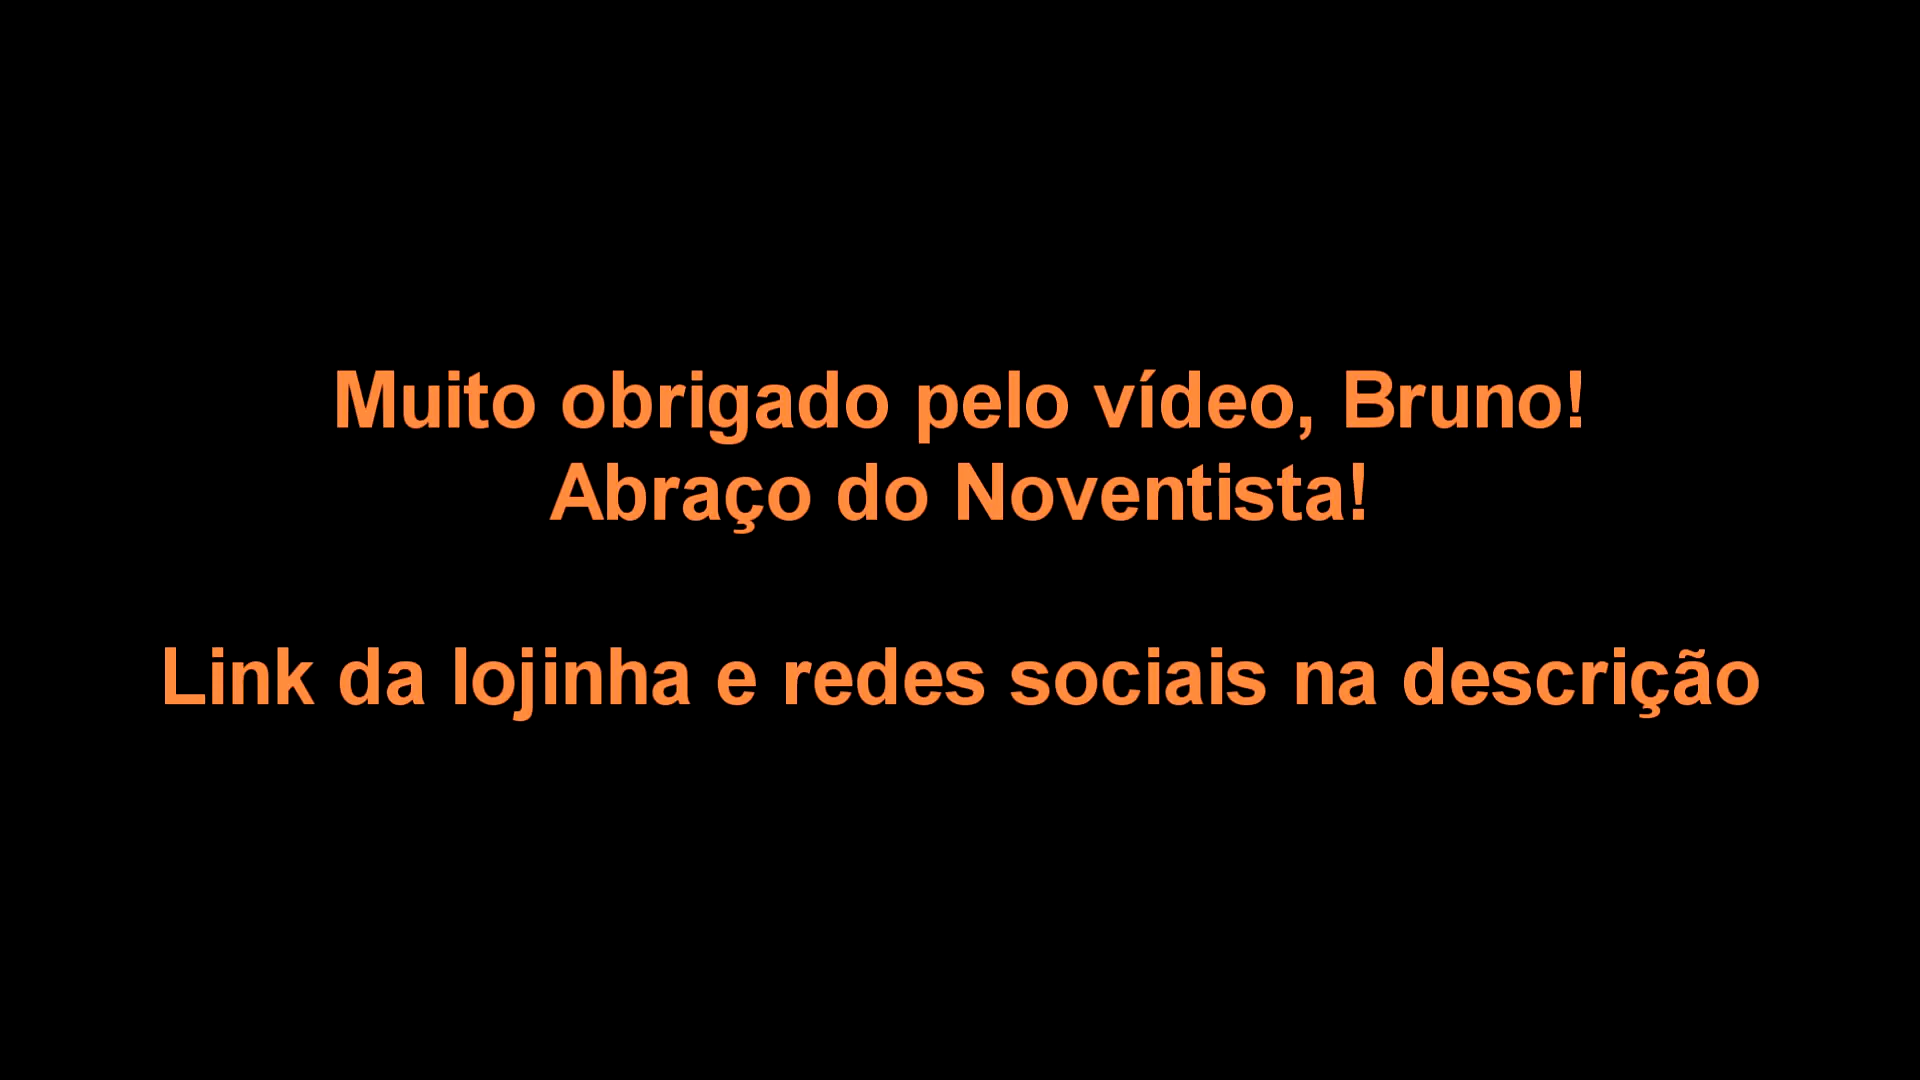 Muito obrigado pelo vídeo, Bruno!
Abraço do Noventista!
Link da lojinha e redes sociais na descrição